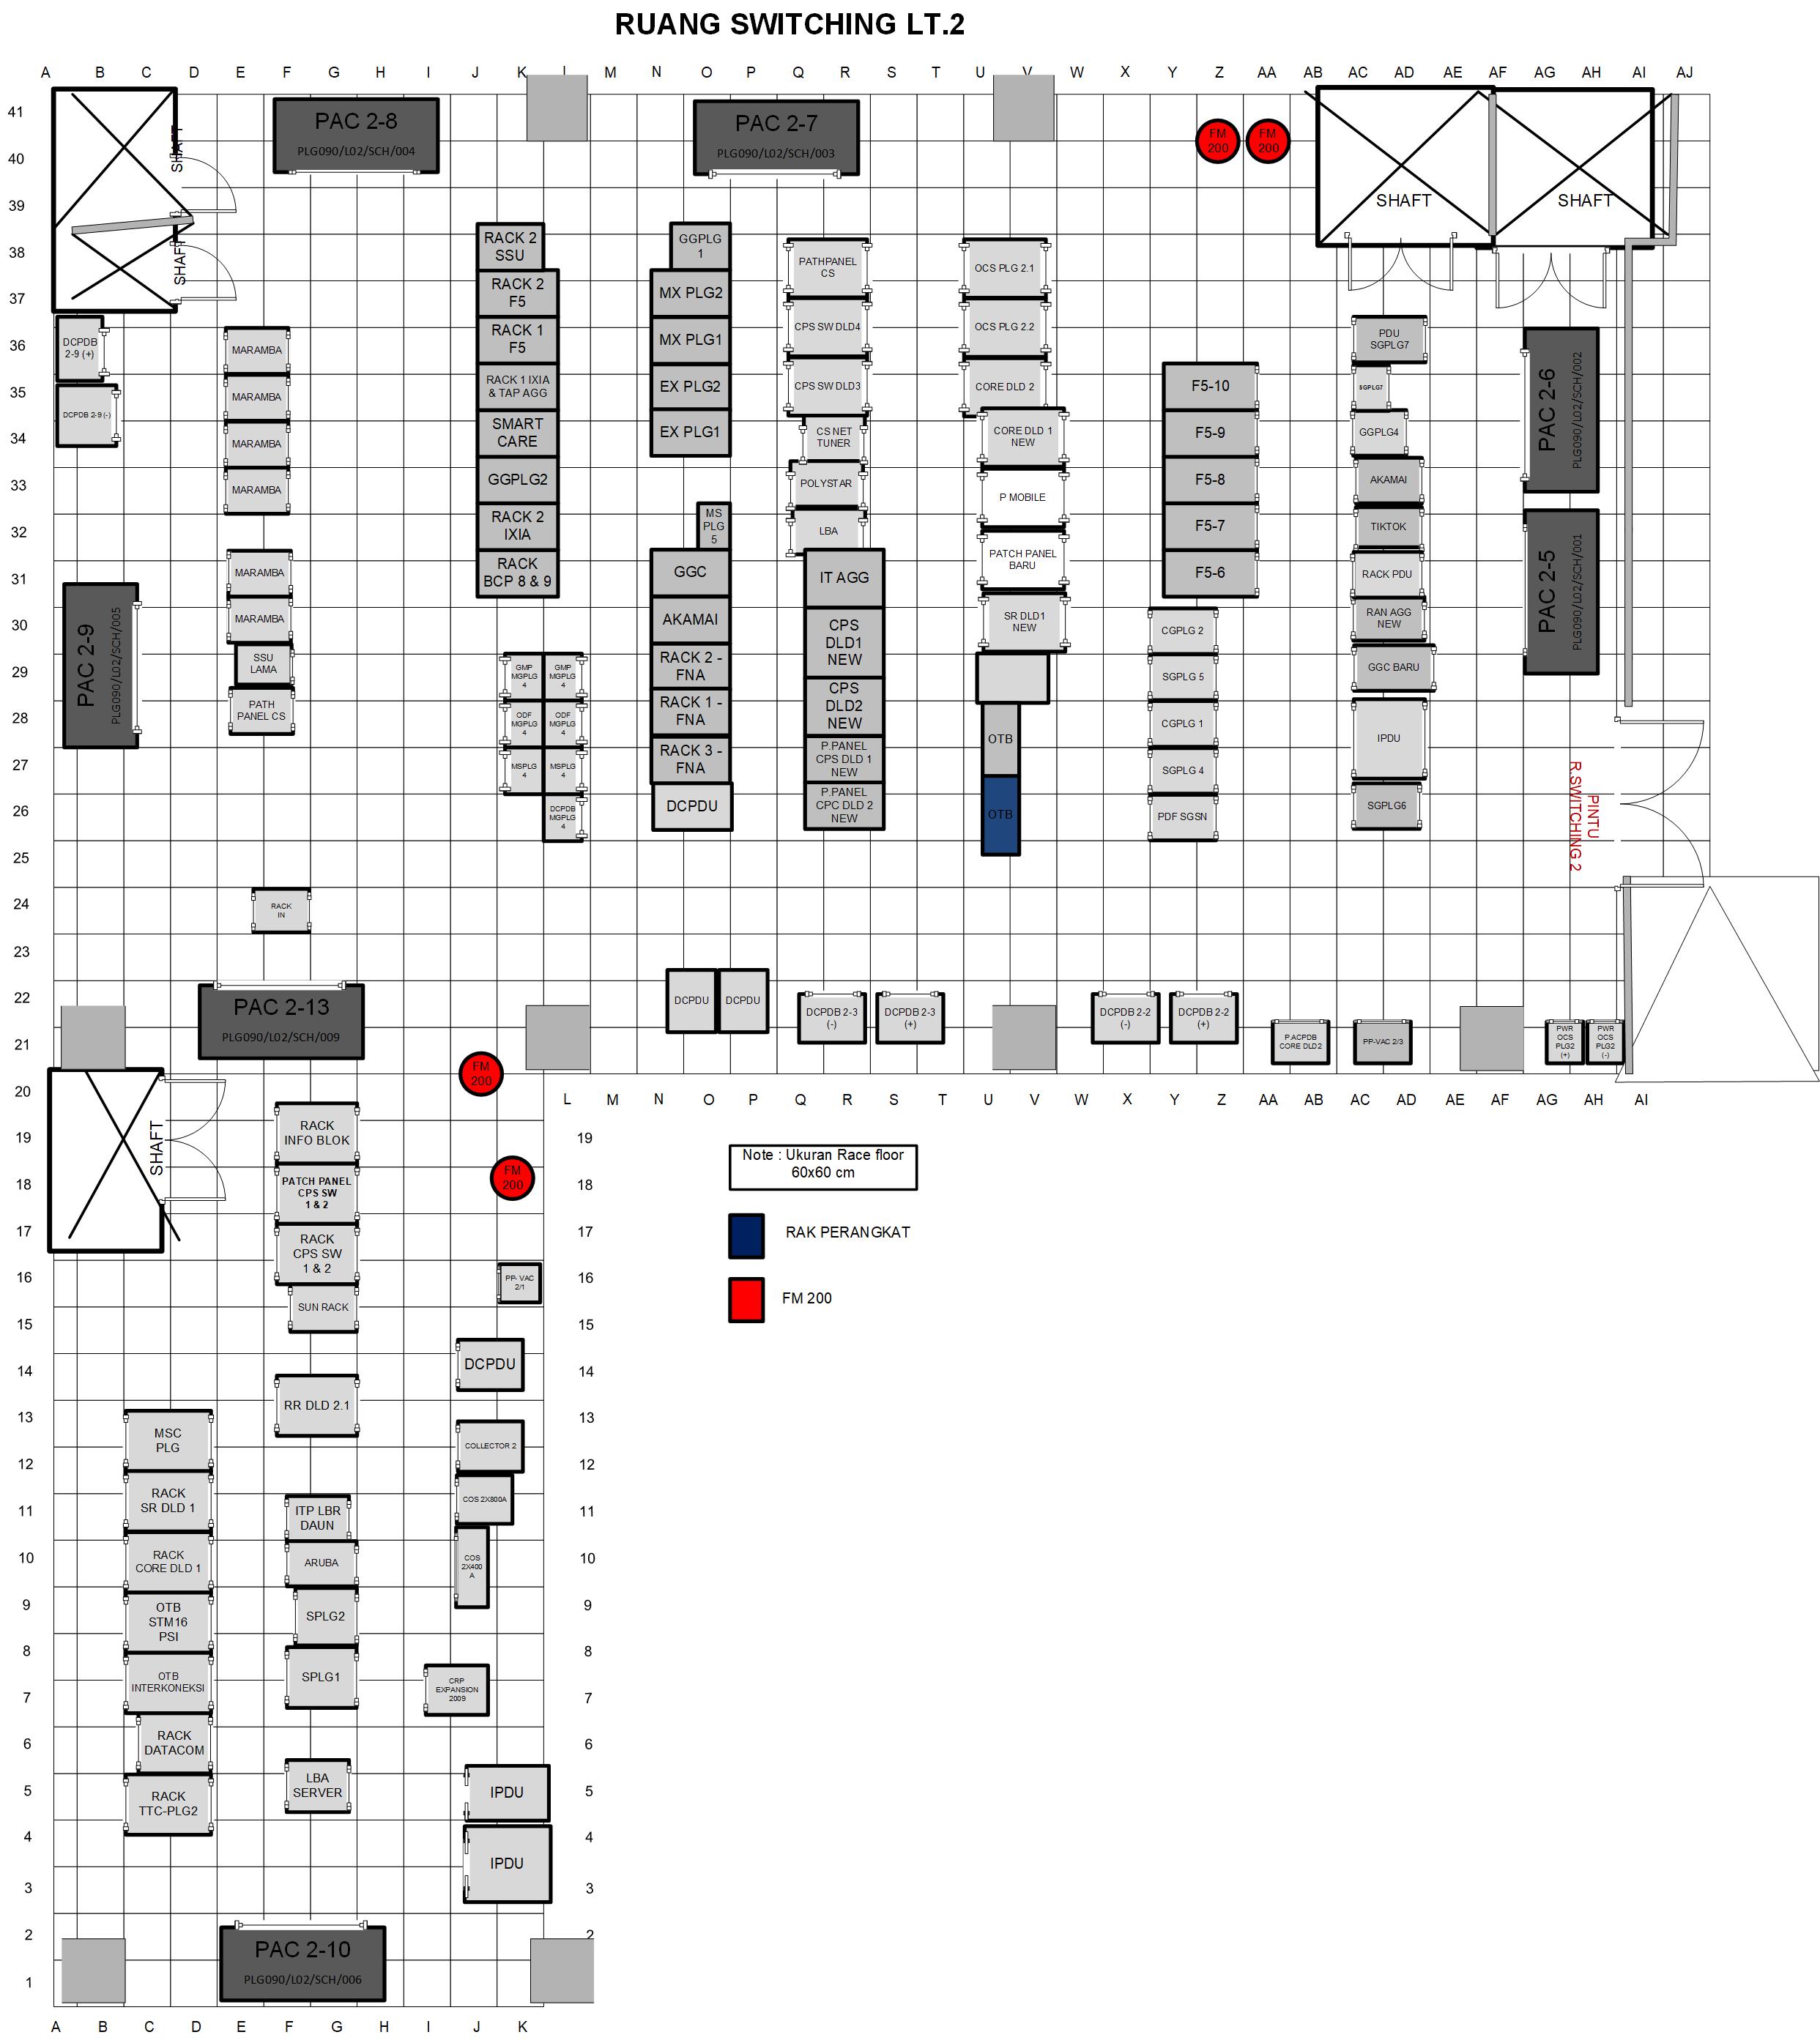 RUANG SWITCHING LT.2
A B C D E F G H I J K L M N O P Q R S T U V W X Y Z AA AB AC AD AE AF AG AH AI AJ
41
40
39
38
37
36
35
34
33
32
31
30
29
28
27
26
25
24
23
22
21
20
19
18
17
16
15
14
13
12
11
10
9
8
7
6
5
4
3
2
1
SHAFT
SHAFT
PAC 2-8
PLG090/L02/SCH/004
PAC 2-7
PLG090/L02/SCH/003
FM
200
FM
200
SHAFT
SHAFT
DCPDB
2-9 (+)
DCPDB 2-9 (-)
PAC 2-9
PLG090/L02/SCH/005
MARAMBA
MARAMBA
MARAMBA
MARAMBA
MARAMBA
MARAMBA
SSU
LAMA
PATH
PANEL CS
RACK
IN
RACK 2
SSU
RACK 2
F5
RACK 1
F5
RACK 1 IXIA
& TAP AGG
SMART
CARE
GGPLG2
RACK 2
IXIA
RACK
BCP 8 & 9
GMP
MGPLG
4
GMP
MGPLG
4
ODF
MGPLG
4
ODF
MGPLG
4
MSPLG
4
MSPLG
4
DCPDB
MGPLG
4
GGPLG
1
MX PLG2
MX PLG1
EX PLG2
EX PLG1
MS
PLG
5
GGC
AKAMAI
RACK 2 -
FNA
RACK 1 -
FNA
RACK 3 -
FNA
DCPDU
PATHPANEL
CS
CPS SW DLD4
CPS SW DLD3
CS NET
TUNER
POLYSTAR
LBA
IT AGG
CPS
DLD1
NEW
CPS
DLD2
NEW
P.PANEL
CPS DLD 1
NEW
P.PANEL
CPC DLD 2
NEW
OCS PLG 2.1
OCS PLG 2.2
CORE DLD 2
CORE DLD 1
NEW
P MOBILE
PATCH PANEL
BARU
SR DLD1
NEW
OTB
OTB
F5-10
F5-9
F5-8
F5-7
F5-6
CGPLG 2
SGPLG 5
CGPLG 1
SGPLG 4
PDF SGSN
PDU
SGPLG7
SGPLG7
GGPLG4
AKAMAI
TIKTOK
RACK PDU
RAN AGG
NEW
GGC BARU
IPDU
SGPLG6
PAC 2-6
PLG090/L02/SCH/002
PAC 2-5
PLG090/L02/SCH/001
PINTU
R.SWITCHING 2
PAC 2-13
PLG090/L02/SCH/009
DCPDU
DCPDU
DCPDB 2-3
(-)
DCPDB 2-3
(+)
DCPDB 2-2
(-)
DCPDB 2-2
(+)
P.ACPDB
CORE DLD2
PP-VAC 2/3
PWR
OCS
PLG2
(+)
PWR
OCS
PLG2
(-)
FM
200
L M N O P Q R S T U V W X Y Z AA AB AC AD AE AF AG AH AI
SHAFT
RACK
INFO BLOK
PATCH PANEL
CPS SW
1 & 2
RACK
CPS SW
1 & 2
SUN RACK
RR DLD 2.1
FM
200
PP- VAC
2/1
DCPDU
COLLECTOR 2
COS 2X800A
COS
2X400
A
MSC
PLG
RACK
SR DLD 1
RACK
CORE DLD 1
OTB
STM16
PSI
OTB
INTERKONEKSI
RACK
DATACOM
RACK
TTC-PLG2
ITP LBR
DAUN
ARUBA
SPLG2
SPLG1
LBA
SERVER
CRP
EXPANSION
2009
IPDU
IPDU
PAC 2-10
PLG090/L02/SCH/006
19
18
17
16
15
14
13
12
11
10
9
8
7
6
5
4
3
2
Note : Ukuran Race floor
60x60 cm
RAK PERANGKAT
FM 200
A B C D E F G H I J K